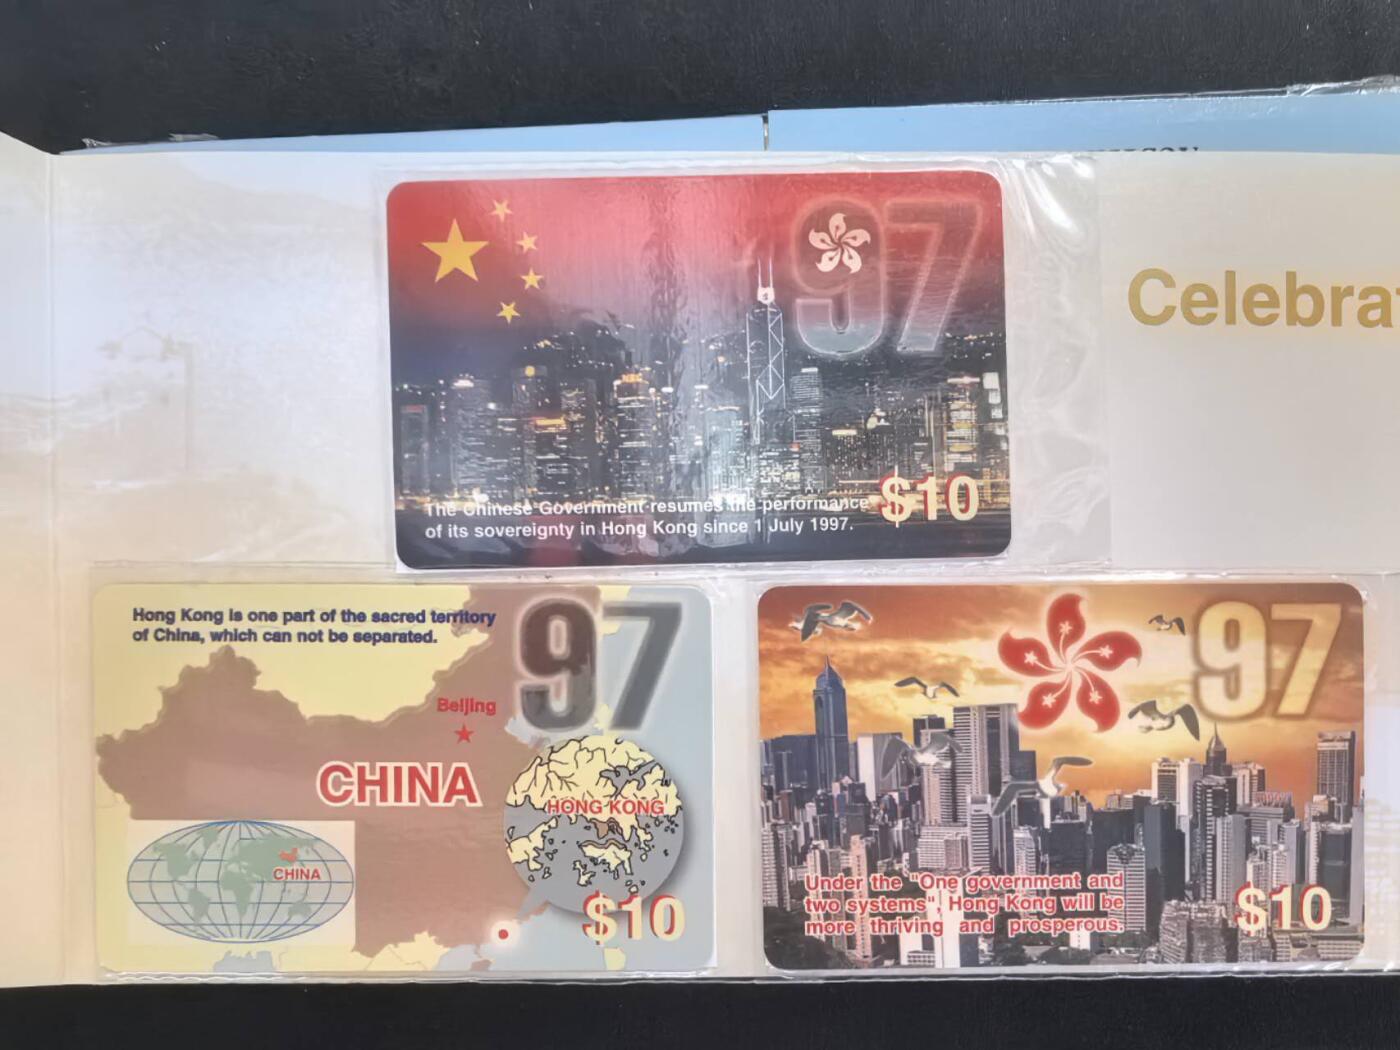 97
Celebra
$10
The Chinese Government resumes the performance
of its sovereignty in Hong Kong since 1 July 1997.
Hong Kong is one part of the sacred territory
of China, which can not be separated.
97
Beijing
CHINA
HONG KONG
CHINA
$10
97
Under the "One government and
two systems", Hong Kong will be
more thriving and prosperous.
$10